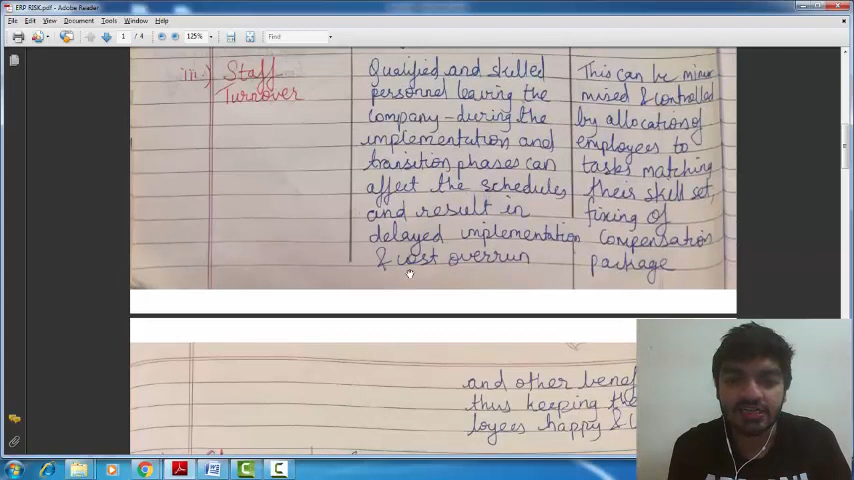 ERP RISK.pdf - Adobe Reader
File Edit View Document Tools Window Help
1 / 4 125% Find
iii.) Staff
Turnover
Qualified and skilled
personnel leaving the
company - during the
implementation and
transition phases can
affect the schedules
and result in
delayed implementation
& cost overrun
This can be mini
mised & controlled
by allocation of
employees to
tasks matching
their skill set,
fixing of
compensation
package
and other benef
thus keeping the
loyees happy &